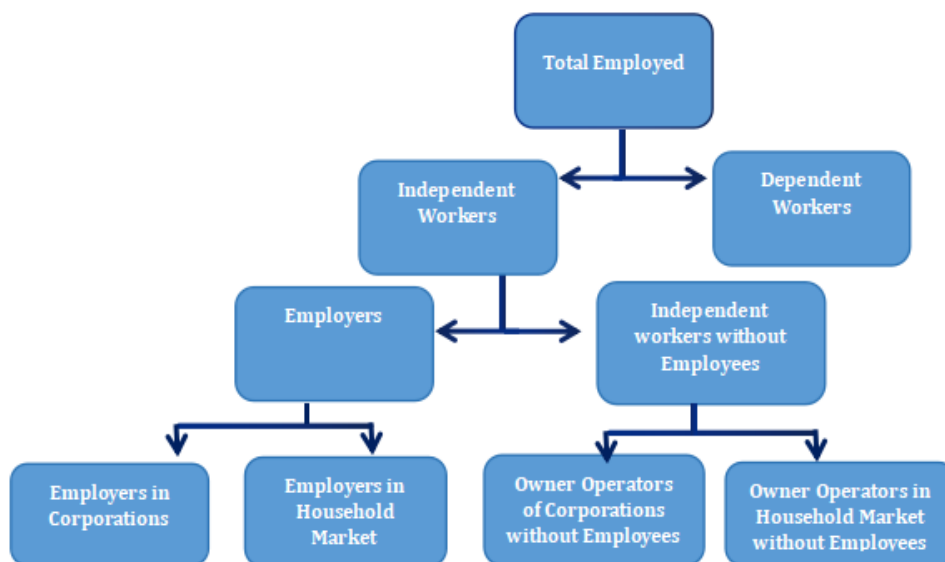 Total Employed
Independent
Workers
Dependent
Workers
Employers
Independent
workers without
Employees
Employers in
Corporations
Employers in
Household
Market
Owner Operators
of Corporations
without Employees
Owner Operators in
Household Market
without Employees